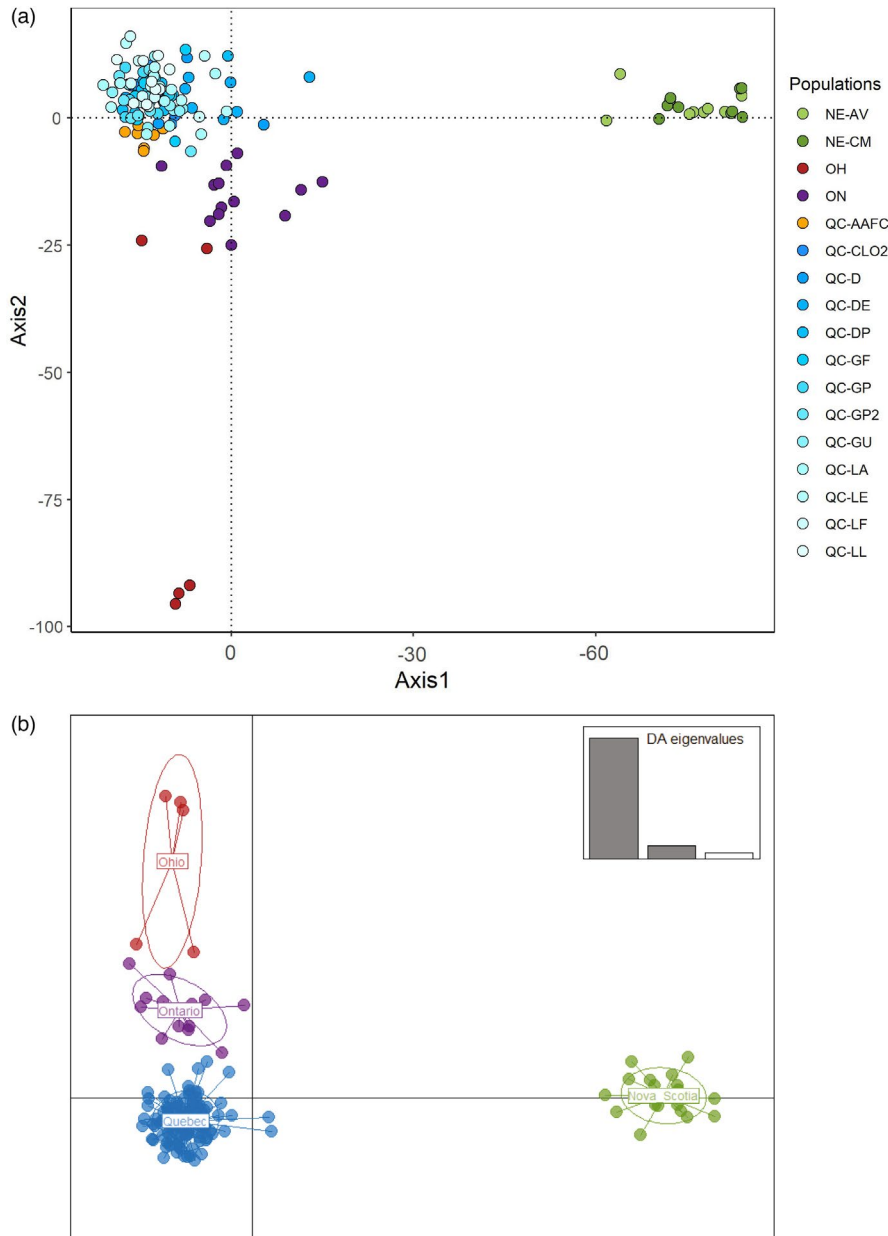 (a)
0
-25
-50
-75
-100
Axis2
0
-30
-60
Axis1
Populations
NE-AV
NE-CM
OH
ON
QC-AAFC
QC-CLO2
QC-D
QC-DE
QC-DP
QC-GF
QC-GP
QC-GP2
QC-GU
QC-LA
QC-LE
QC-LF
QC-LL
(b)
DA eigenvalues
Ohio
Ontario
Quebec
Nova Scotia